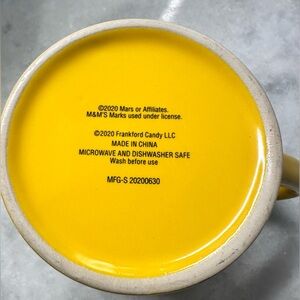 ©2020 Mars or Affiliates.
M&M'S Marks used under license.
©2020 Frankford Candy LLC
MADE IN CHINA
MICROWAVE AND DISHWASHER SAFE
Wash before use
MFG-S 20200630